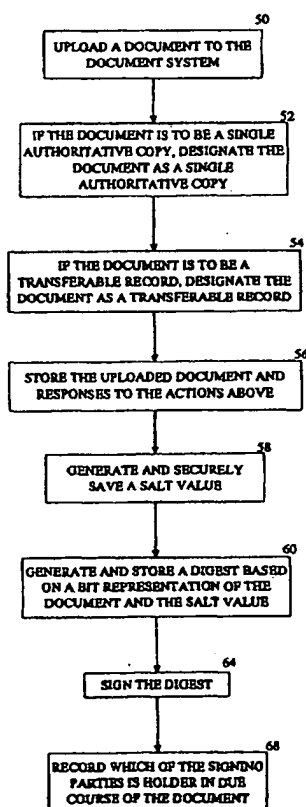 50
UPLOAD A DOCUMENT TO THE
DOCUMENT SYSTEM
52
IF THE DOCUMENT IS TO BE A SINGLE
AUTHORITATIVE COPY, DESIGNATE THE
DOCUMENT AS A SINGLE
AUTHORITATIVE COPY
54
IF THE DOCUMENT IS TO BE A
TRANSFERABLE RECORD, DESIGNATE THE
DOCUMENT AS A TRANSFERABLE RECORD
56
STORE THE UPLOADED DOCUMENT AND
RESPONSES TO THE ACTIONS ABOVE
58
GENERATE AND SECURELY
SAVE A SALT VALUE
60
GENERATE AND STORE A DIGEST BASED
ON A BIT REPRESENTATION OF THE
DOCUMENT AND THE SALT VALUE
64
SIGN THE DIGEST
68
RECORD WHICH OF THE SIGNING
PARTIES IS HOLDER IN DUE
COURSE OF THE DOCUMENT